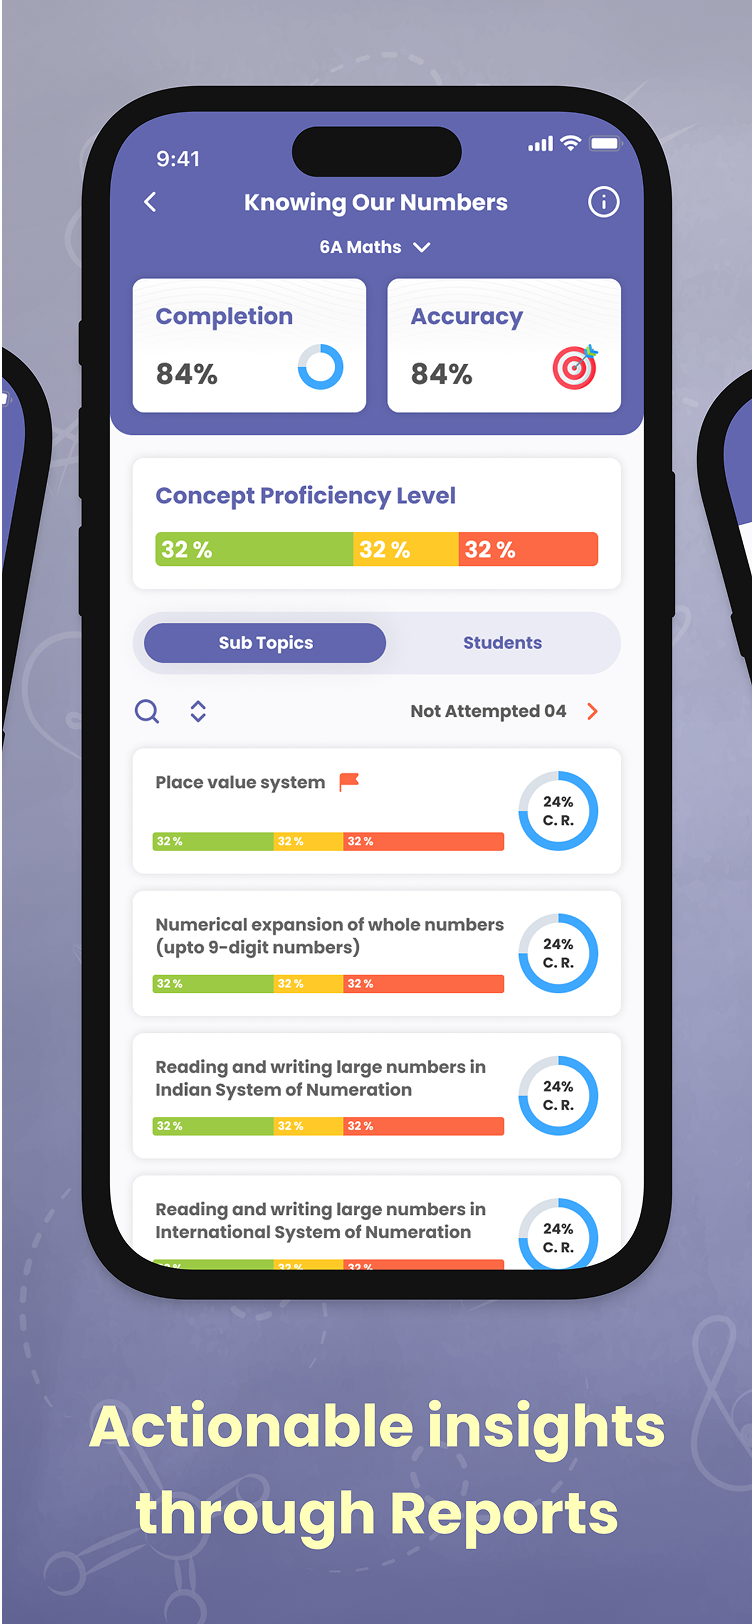 9:41
Knowing Our Numbers
6A Maths
Completion
84%
Accuracy
84%
Concept Proficiency Level
32 %
32 %
32 %
Sub Topics
Students
Not Attempted 04
Place value system
32 %
32 %
32 %
24%
C. R.
Numerical expansion of whole numbers
(upto 9-digit numbers)
32 %
32 %
32 %
24%
C. R.
Reading and writing large numbers in
Indian System of Numeration
32 %
32 %
32 %
24%
C. R.
Reading and writing large numbers in
International System of Numeration
32 %
32 %
32 %
24%
C. R.
Actionable insights
through Reports